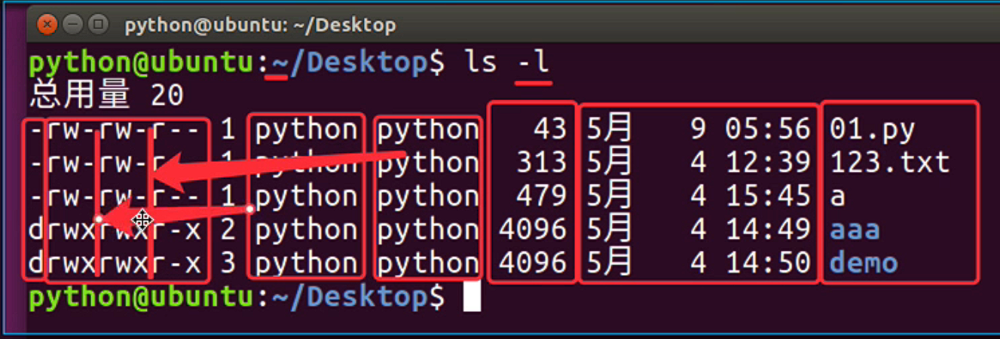 python@ubuntu: ~/Desktop
python@ubuntu:~/Desktop$ ls -l
总用量 20
-rw-rw-r-- 1 python python 43 5月 9 05:56 01.py
-rw-rw-r-- 1 python python 313 5月 4 12:39 123.txt
-rw-rw-r-- 1 python python 479 5月 4 15:45 a
drwxrwxr-x 2 python python 4096 5月 4 14:49 aaa
drwxrwxr-x 3 python python 4096 5月 4 14:50 demo
python@ubuntu:~/Desktop$